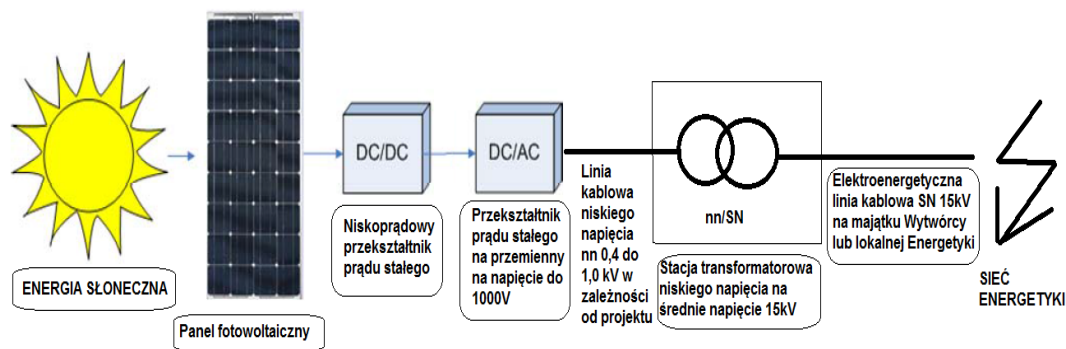 ENERGIA SŁONECZNA
Panel fotowoltaiczny
DC/DC
Niskoprądowy
przekształtnik
prądu stałego
DC/AC
Przekształtnik
prądu stałego
na przemienny
na napięcie do
1000V
Linia
kablowa
niskiego
napięcia
nn 0,4 do
1,0 kV w
zależności
od projektu
nn/SN
Stacja transformatorowa
niskiego napięcia na
średnie napięcie 15kV
Elektroenergetyczna
linia kablowa SN 15kV
na majątku Wytwórcy
lub lokalnej Energetyki
SIEĆ
ENERGETYKI